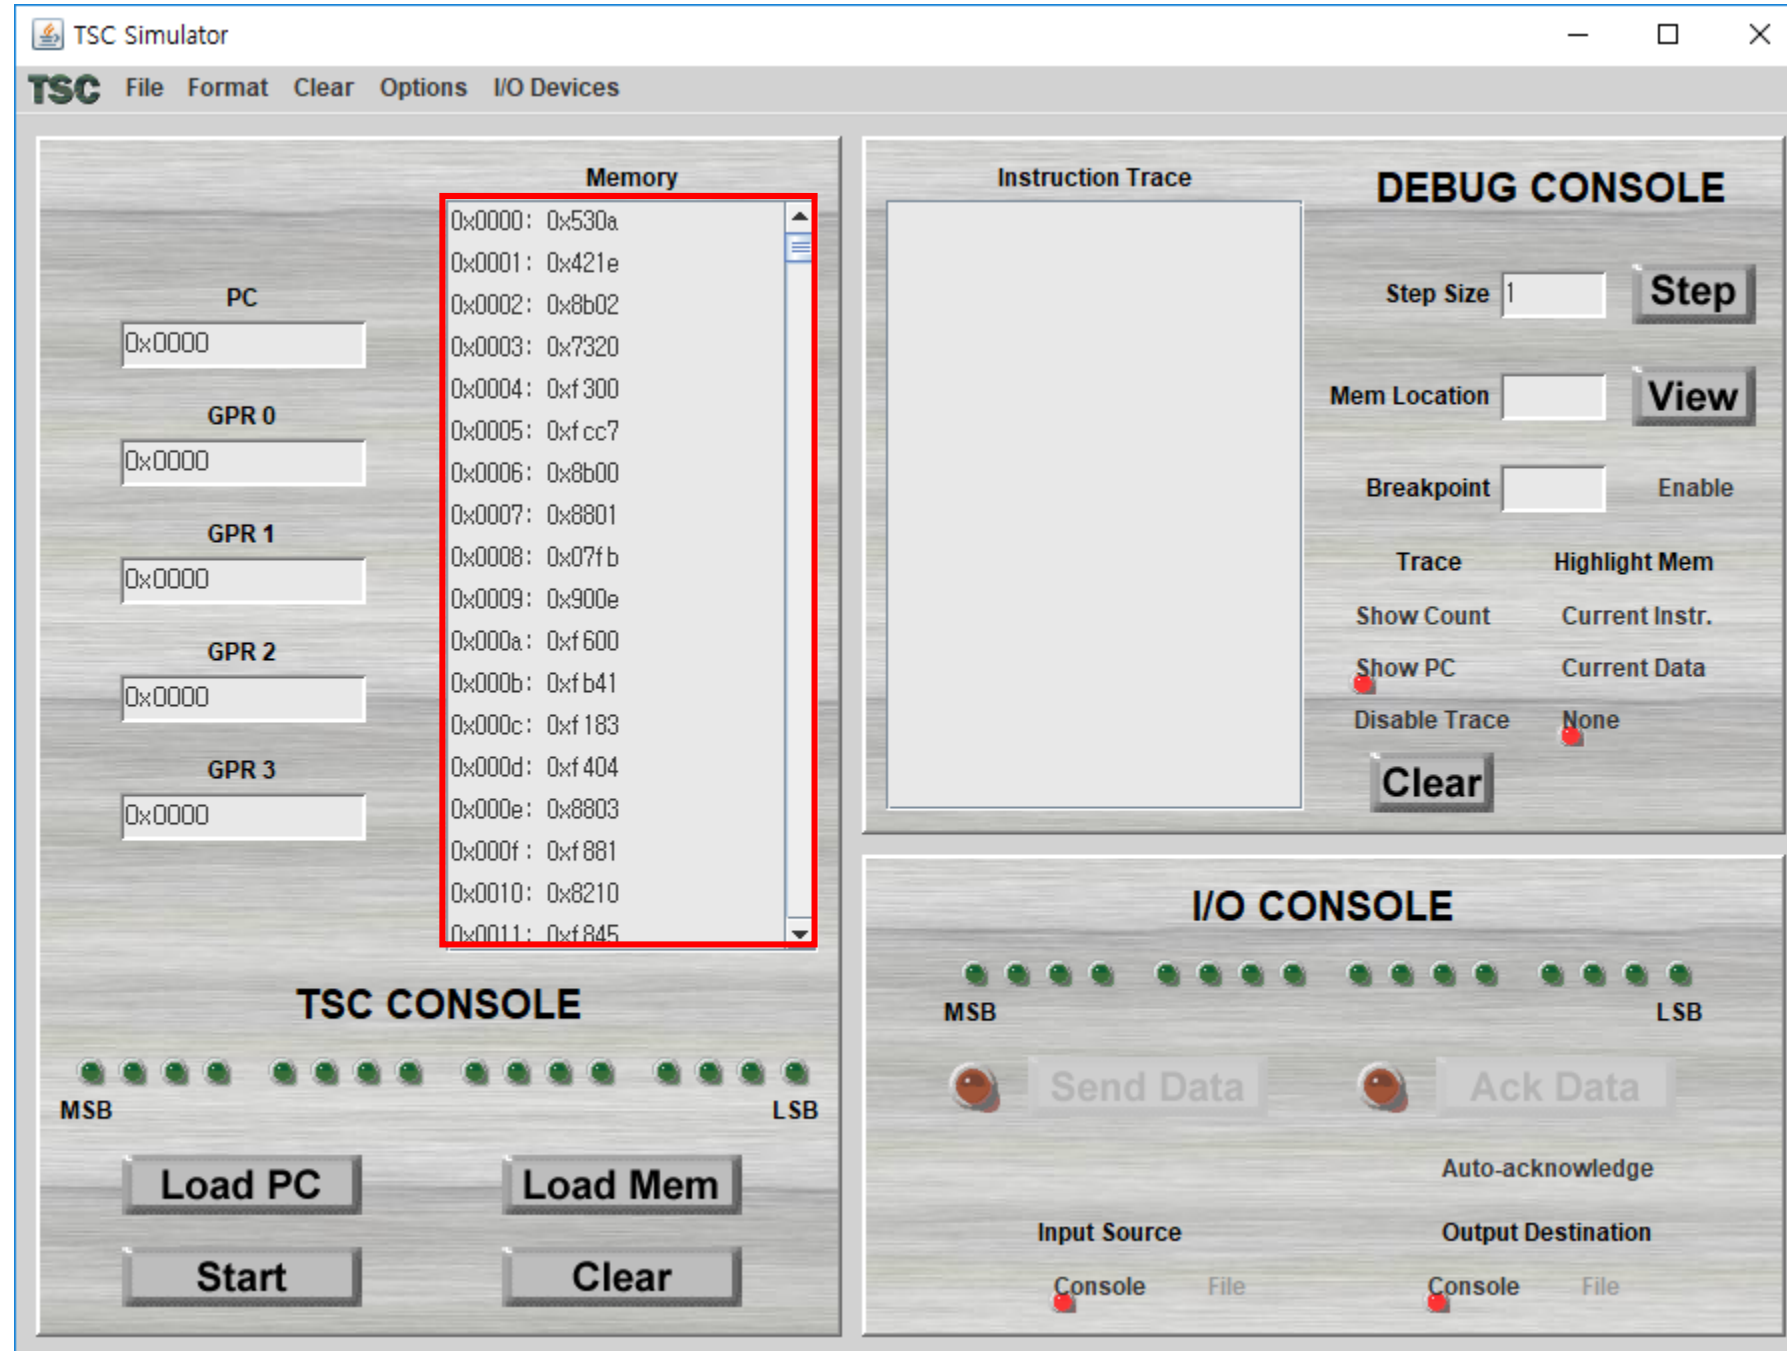 TSC Simulator
TSC File Format Clear Options I/O Devices
Memory
0x0000: 0x530a
0x0001: 0x421e
0x0002: 0x8b02
0x0003: 0x7320
0x0004: 0xf300
0x0005: 0xfcc7
0x0006: 0x8b00
0x0007: 0x8801
0x0008: 0x07fb
0x0009: 0x900e
0x000a: 0xf600
0x000b: 0xfb41
0x000c: 0xf183
0x000d: 0xf404
0x000e: 0x8803
0x000f: 0xf881
0x0010: 0x8210
0x0011: 0xf845
PC
0x0000
GPR 0
0x0000
GPR 1
0x0000
GPR 2
0x0000
GPR 3
0x0000
TSC CONSOLE
MSB LSB
Load PC Load Mem
Start Clear
Instruction Trace
DEBUG CONSOLE
Step Size 1 Step
Mem Location View
Breakpoint Enable
Trace Highlight Mem
Show Count Current Instr.
Show PC Current Data
Disable Trace None
Clear
I/O CONSOLE
MSB LSB
Send Data Ack Data
Auto-acknowledge
Input Source Output Destination
Console File Console File